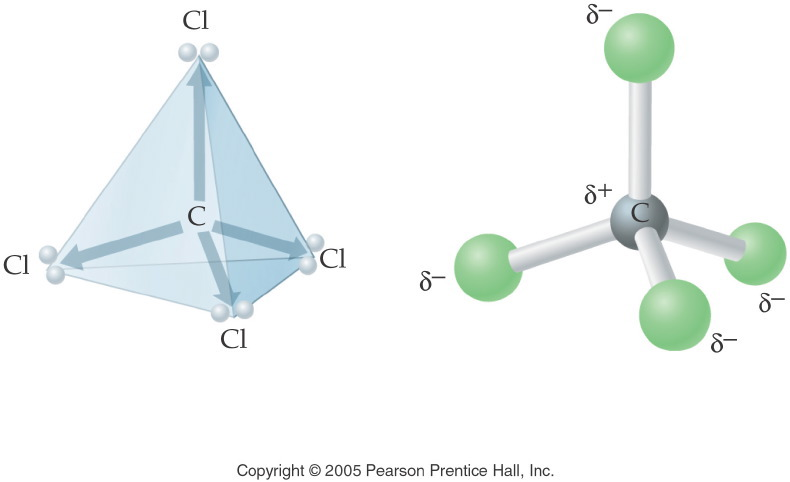 Cl
C
Cl
Cl
Cl
δ−
δ+
C
δ−
δ−
δ−
Copyright © 2005 Pearson Prentice Hall, Inc.